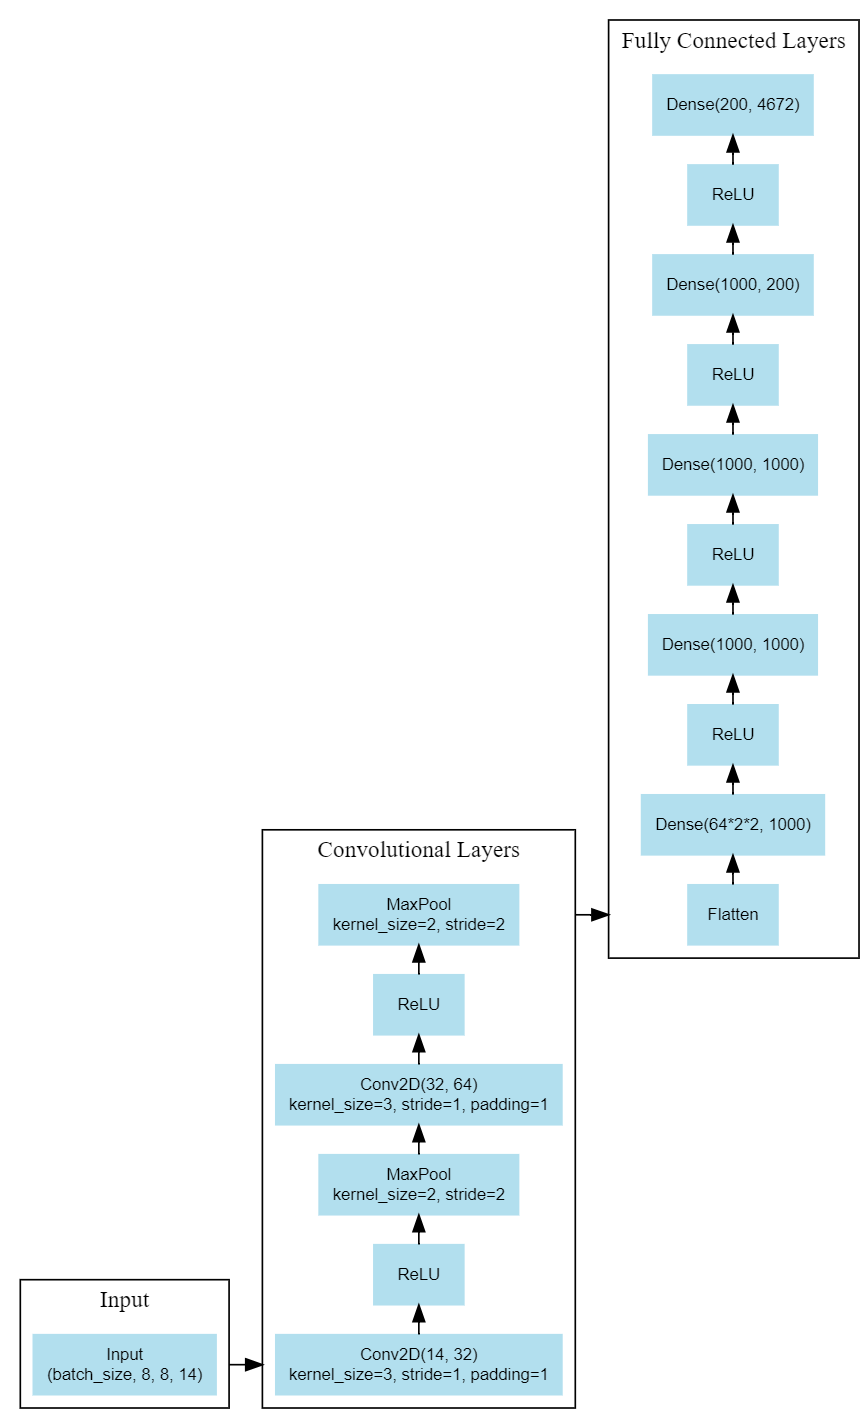 Fully Connected Layers
Dense(200, 4672)
ReLU
Dense(1000, 200)
ReLU
Dense(1000, 1000)
ReLU
Dense(1000, 1000)
ReLU
Dense(64*2*2, 1000)
Flatten
Convolutional Layers
MaxPool
kernel_size=2, stride=2
ReLU
Conv2D(32, 64)
kernel_size=3, stride=1, padding=1
MaxPool
kernel_size=2, stride=2
ReLU
Conv2D(14, 32)
kernel_size=3, stride=1, padding=1
Input
Input
(batch_size, 8, 8, 14)